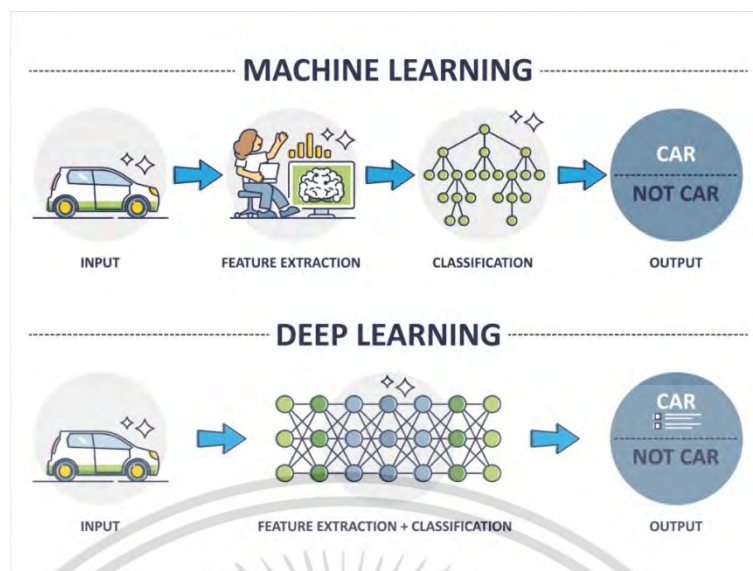 MACHINE LEARNING
CAR
NOT CAR
INPUT
FEATURE EXTRACTION
CLASSIFICATION
OUTPUT
DEEP LEARNING
CAR
NOT CAR
INPUT
FEATURE EXTRACTION + CLASSIFICATION
OUTPUT